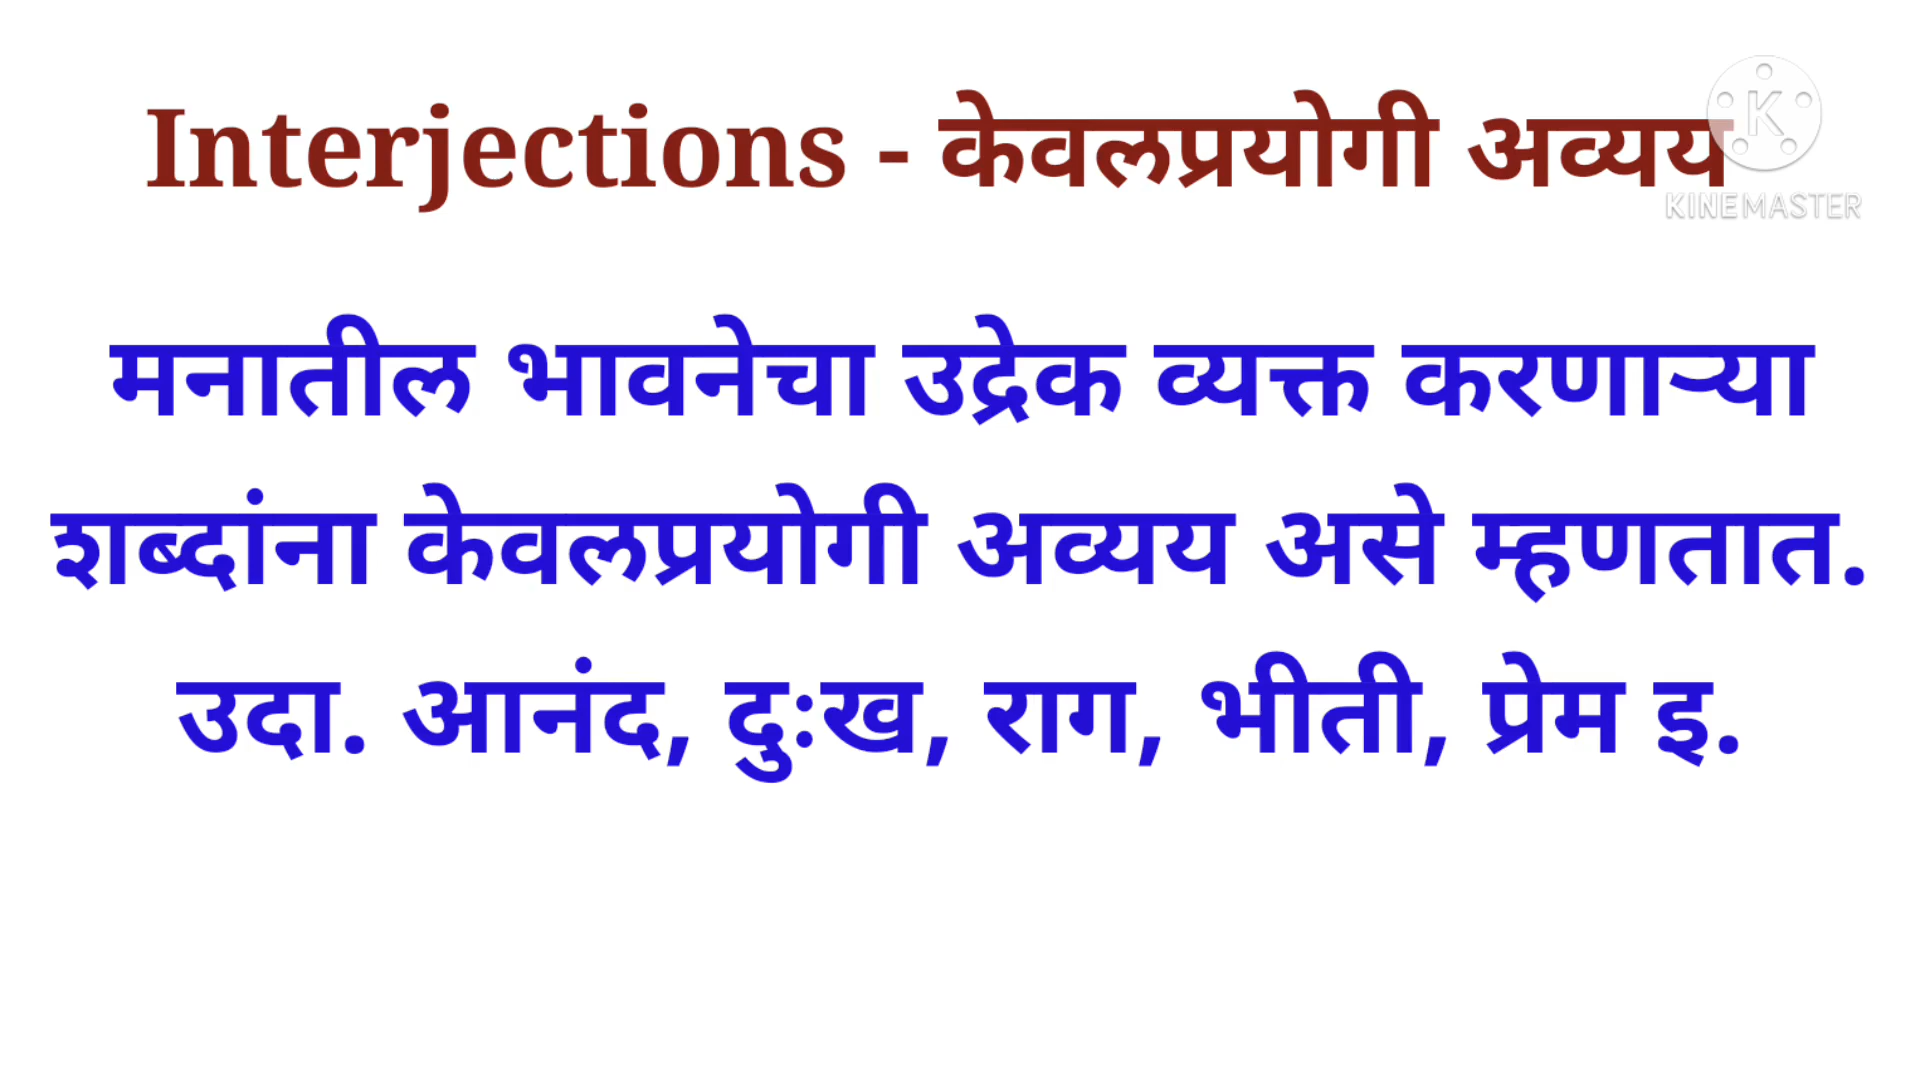 Interjections - केवलप्रयोगी अव्यय
K
KINEMASTER
मनातील भावनेचा उद्रेक व्यक्त करणाऱ्या
शब्दांना केवलप्रयोगी अव्यय असे म्हणतात.
उदा. आनंद, दुःख, राग, भीती, प्रेम इ.